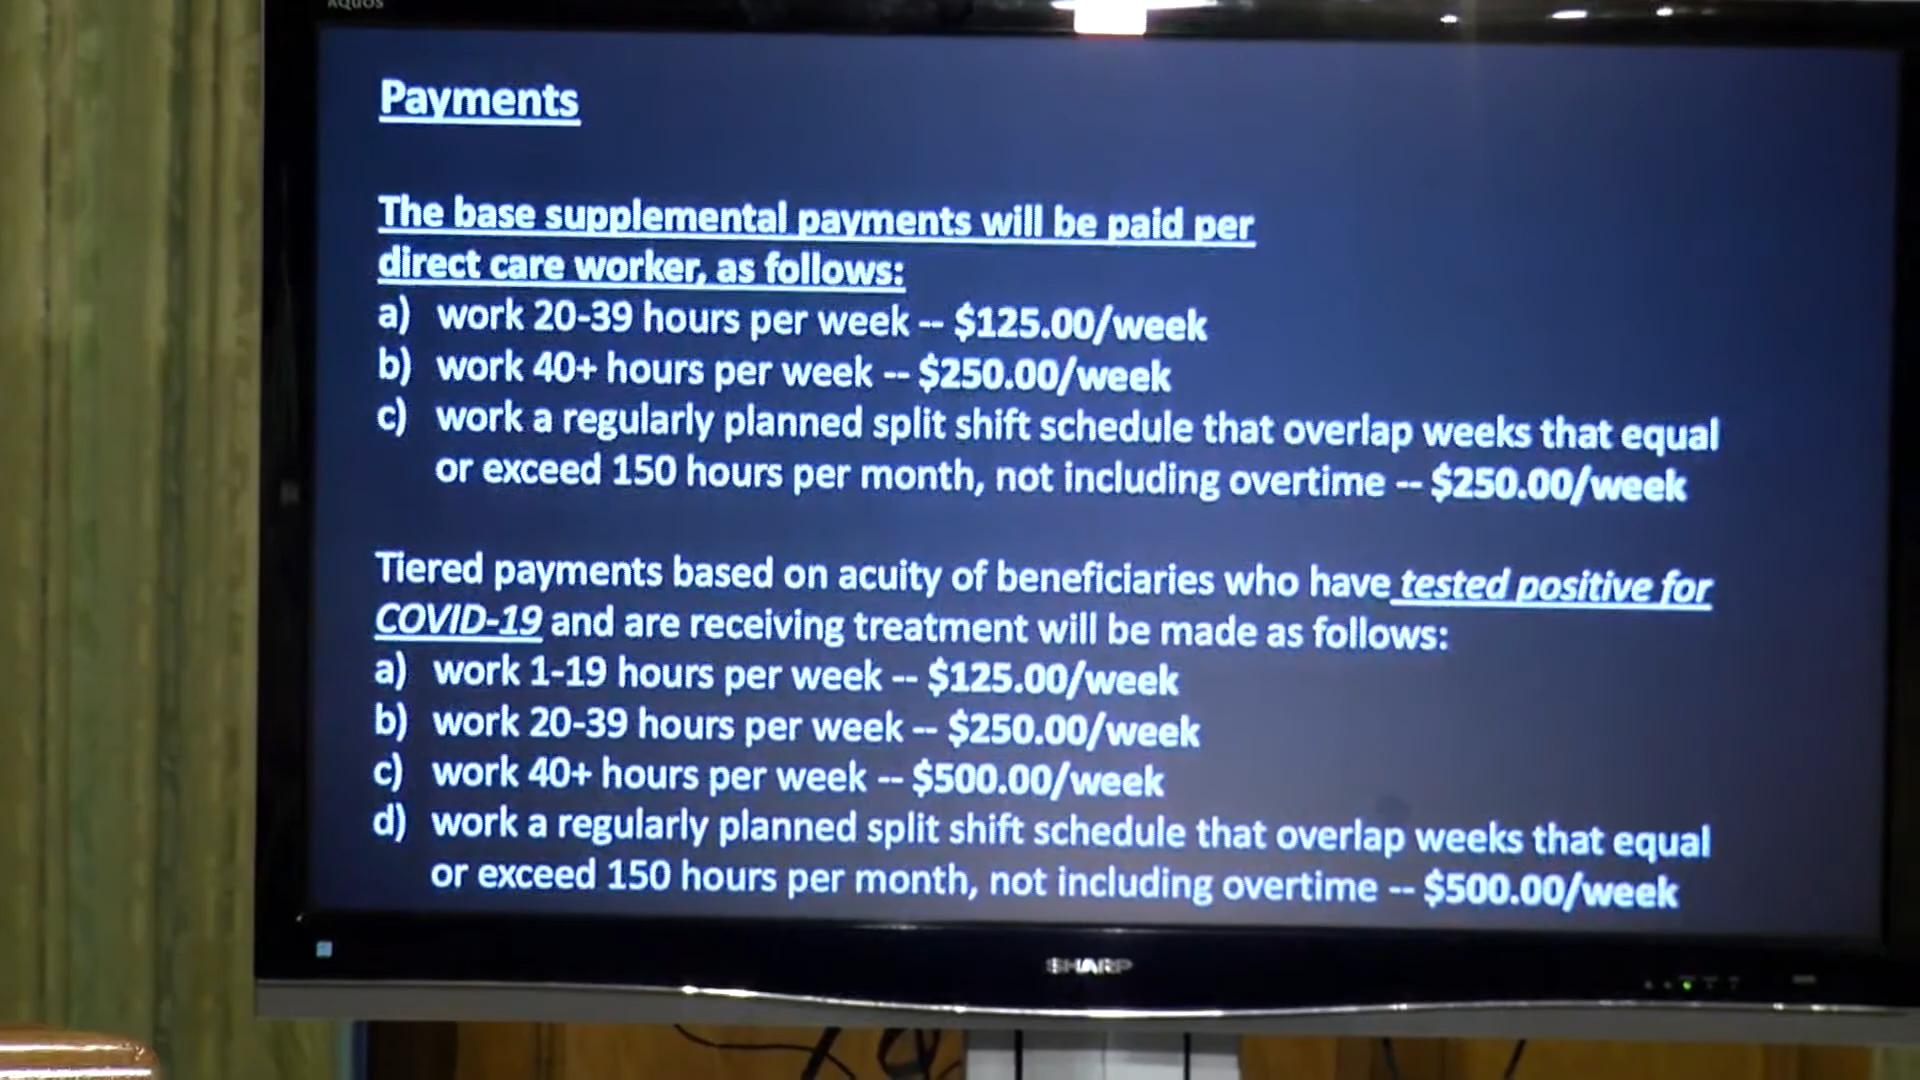 AQUOS
Payments
The base supplemental payments will be paid per
direct care worker, as follows:
a) work 20-39 hours per week -- $125.00/week
b) work 40+ hours per week -- $250.00/week
c) work a regularly planned split shift schedule that overlap weeks that equal
or exceed 150 hours per month, not including overtime -- $250.00/week
Tiered payments based on acuity of beneficiaries who have tested positive for
COVID-19 and are receiving treatment will be made as follows:
a) work 1-19 hours per week -- $125.00/week
b) work 20-39 hours per week -- $250.00/week
c) work 40+ hours per week -- $500.00/week
d) work a regularly planned split shift schedule that overlap weeks that equal
or exceed 150 hours per month, not including overtime -- $500.00/week
SHARP